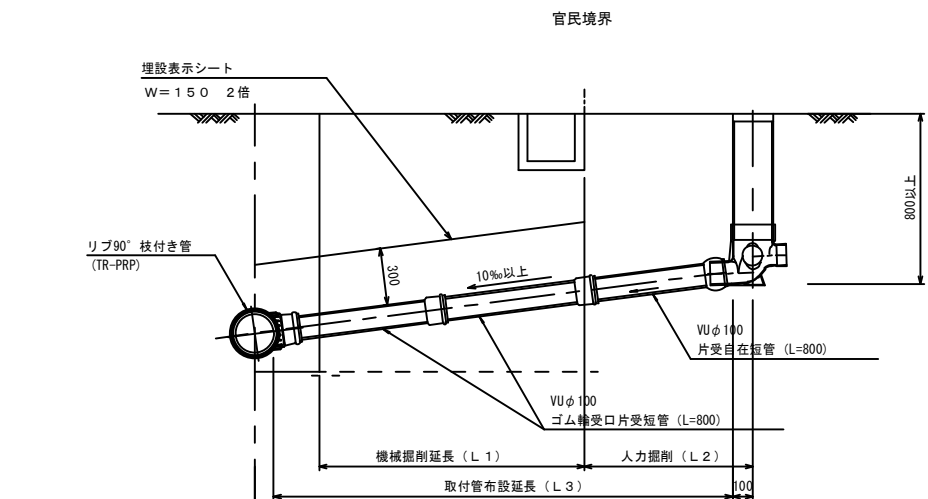 官民境界
埋設表示シート
W=150 2倍
800以上
リブ90°枝付き管
(TR-PRP)
300
10‰以上
VUφ100
片受自在短管 (L=800)
VUφ100
ゴム輪受口片受短管 (L=800)
機械掘削延長(L1)
人力掘削(L2)
取付管布設延長(L3)
100